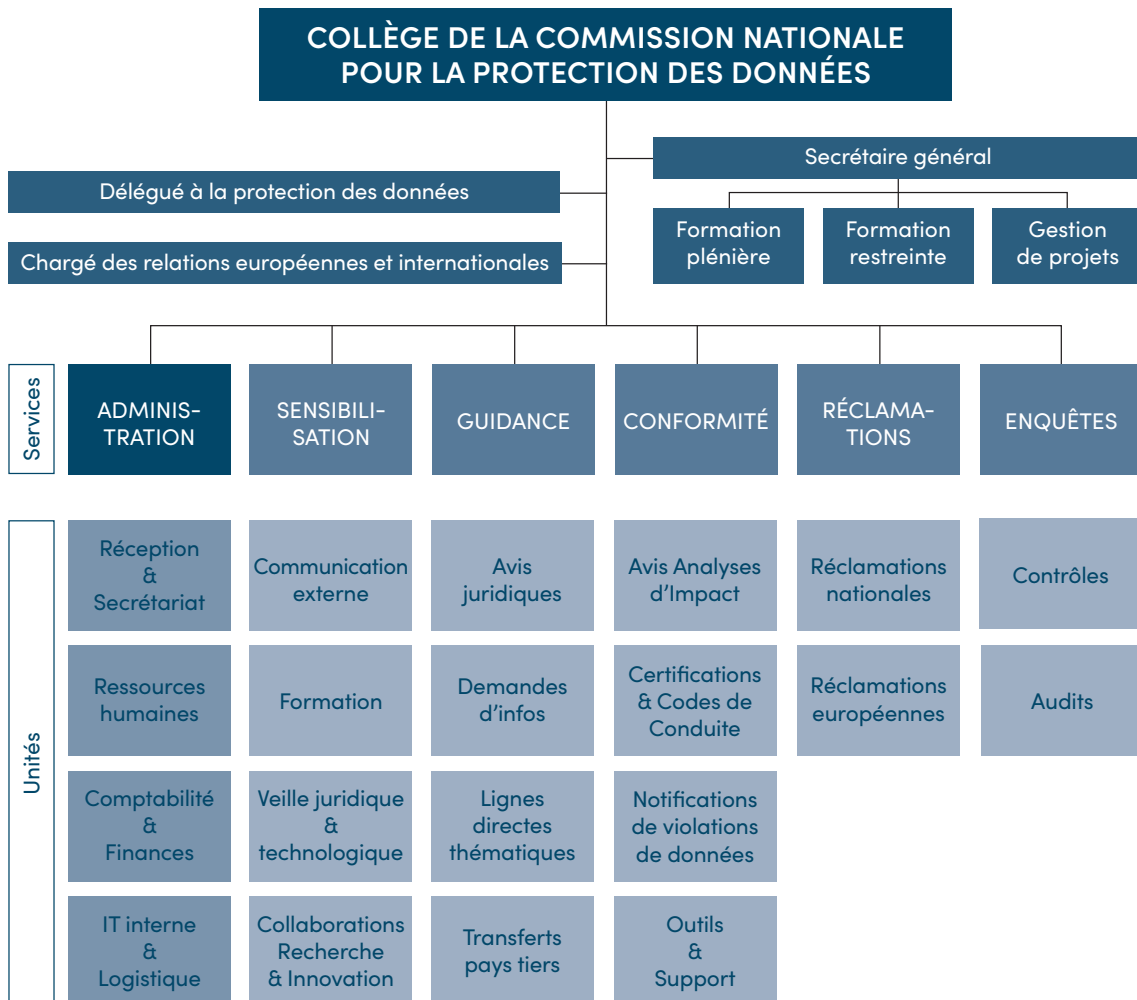 COLLÈGE DE LA COMMISSION NATIONALE
POUR LA PROTECTION DES DONNÉES
Secrétaire général
Délégué à la protection des données
Formation
plénière
Formation
restreinte
Gestion
de projets
Chargé des relations européennes et internationales
Services
ADMINIS-
TRATION
SENSIBILI-
SATION
GUIDANCE
CONFORMITÉ
RÉCLAMA-
TIONS
ENQUÊTES
Unités
Réception
&
Secrétariat
Communication
externe
Avis
juridiques
Avis Analyses
d’Impact
Réclamations
nationales
Contrôles
Ressources
humaines
Formation
Demandes
d’infos
Certifications
& Codes de
Conduite
Réclamations
européennes
Audits
Comptabilité
&
Finances
Veille juridique
&
technologique
Lignes
directes
thématiques
Notifications
de violations
de données
IT interne
&
Logistique
Collaborations
Recherche
& Innovation
Transferts
pays tiers
Outils
&
Support